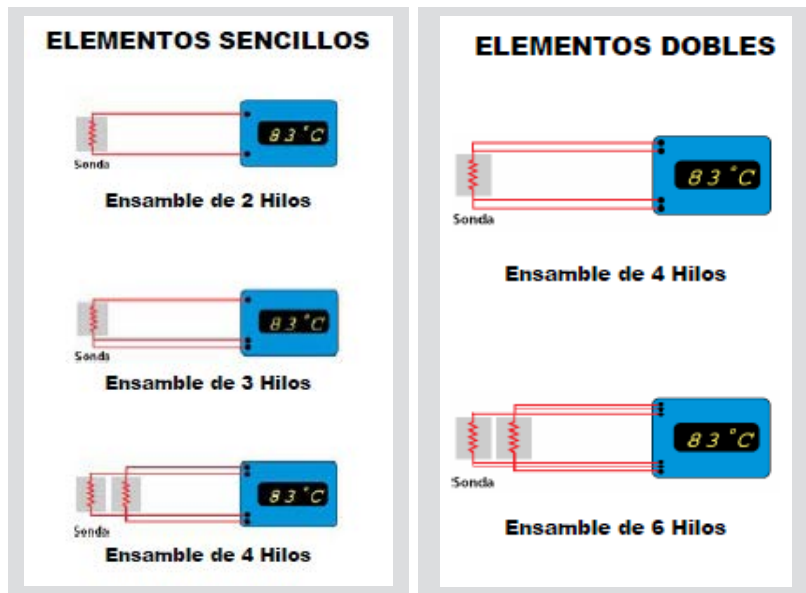 ELEMENTOS SENCILLOS
83°C
Sonda
Ensamble de 2 Hilos
83°C
Sonda
Ensamble de 3 Hilos
83°C
Sonda
Ensamble de 4 Hilos
ELEMENTOS DOBLES
83°C
Sonda
Ensamble de 4 Hilos
83°C
Sonda
Ensamble de 6 Hilos